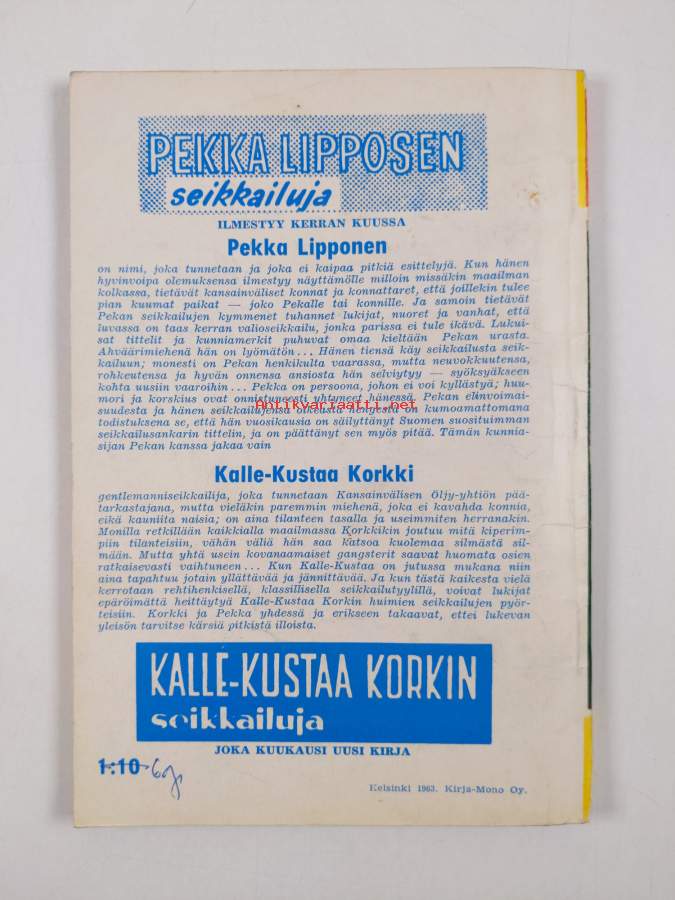 PEKKA LIPPOSEN
seikkailuja
ILMESTYY KERRAN KUUSSA
Pekka Lipponen
on nimi, joka tunnetaan ja joka ei kaipaa pitkiä esittelyjä. Kun hänen
hyvinvoipa olemuksensa ilmestyy näyttämölle milloin missäkin maailman
kolkassa, tietävät kansainväliset konnat ja konnattaret, että joillekin tulee
pian kuumat paikat — joko Pekalle tai konnille. Ja samoin tietävät
Pekan seikkailujen kymmenet tuhannet lukijat, nuoret ja vanhat, että
luvassa on taas kerran valioseikkailu, jonka parissa ei tule ikävä. Lukui-
sat tittelit ja kunniamerkit puhuvat omaa kieltään Pekan urasta.
Ahväärimiehenä hän on lyömätön... Hänen tiensä käy seikkailusta seik-
kailuun; monesti on Pekan henkikulta vaarassa, mutta neuvokkuutensa,
rohkeutensa ja hyvän onnensa ansiosta hän selviytyy — syöksyäkseen
kohta uusiin vaaroihin... Pekka on persoona, johon ei voi kyllästyä; huu-
mori ja korskius ovat onnistuneesti yhtyneet hänessä. Pekan elinvoimai-
suudesta ja hänen seikkailujensa oikeasta hengestä on kumoamattomana
todistuksena se, että hän vuosikausia on säilyttänyt Suomen suosituimman
seikkailusankarin tittelin, ja on päättänyt sen myös pitää. Tämän kunnia-
sijan Pekan kanssa jakaa vain
Antikvariaatti.net
Kalle-Kustaa Korkki
gentlemanniseikkailija, joka tunnetaan Kansainvälisen Öljy-yhtiön pää-
tarkastajana, mutta vieläkin paremmin miehenä, joka ei kavahda konnia,
eikä kauniita naisia; on aina tilanteen tasalla ja useimmiten herranakin.
Monilla retkillään kaikkialla maailmassa Korkkikin joutuu mitä kiperim-
piin tilanteisiin, vähän väliä hän saa katsoa kuolemaa silmästä sil-
mään. Mutta yhtä usein kovanaamaiset gangsterit saavat huomata osien
ratkaisevasti vaihtuneen... Kun Kalle-Kustaa on jutussa mukana niin
aina tapahtuu jotain yllättävää ja jännittävää. Ja kun tästä kaikesta vielä
kerrotaan rehtihenkisellä, klassillisella seikkailutyylillä, voivat lukijat
epäröimättä heittäytyä Kalle-Kustaa Korkin huimien seikkailujen pyör-
teisiin. Korkki ja Pekka yhdessä ja erikseen takaavat, ettei lukevan
yleisön tarvitse kärsiä pitkistä illoista.
KALLE-KUSTAA KORKIN
seikkailuja
JOKA KUUKAUSI UUSI KIRJA
1:10
Helsinki 1963. Kirja-Mono Oy.